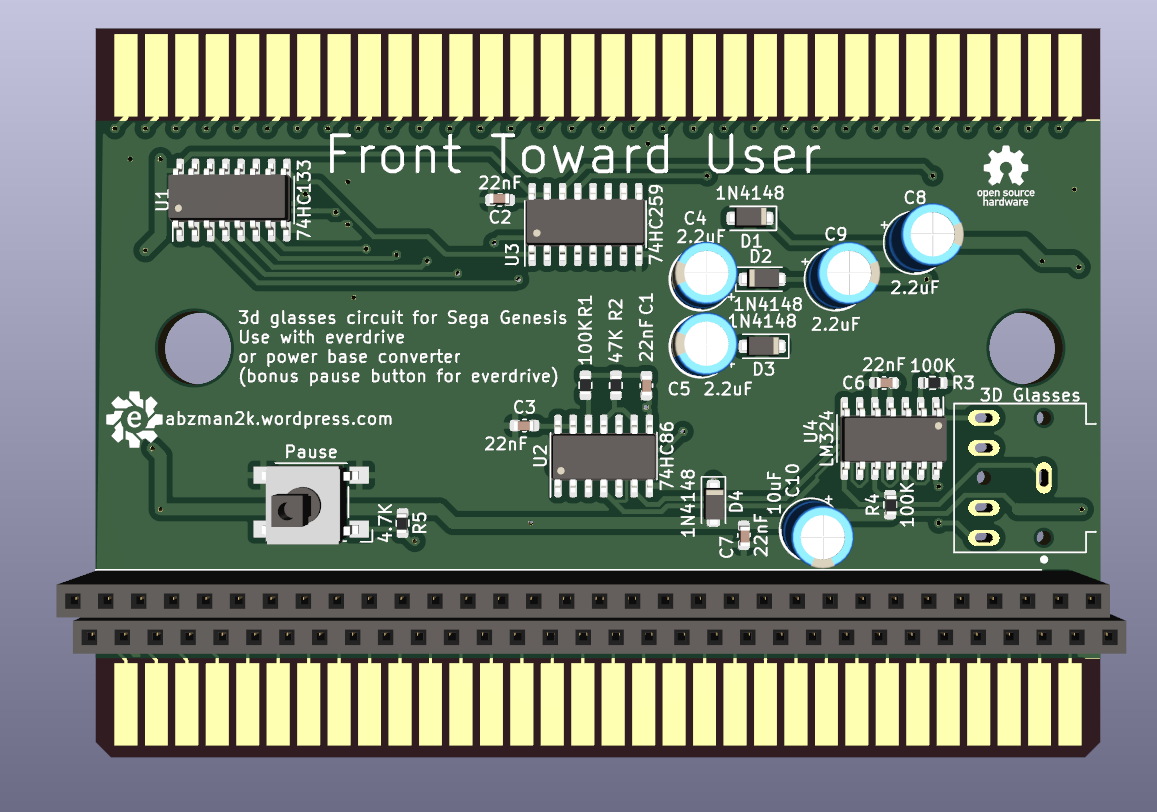 Front Toward User
open source
hardware
U1
74HC133
22nF
C2
U3
74HC259
1N4148
D1
C4
2.2uF
D2
1N4148
C9
2.2uF
C8
2.2uF
1N4148
D3
C5
2.2uF
3d glasses circuit for Sega Genesis
Use with everdrive
or power base converter
(bonus pause button for everdrive)
100K R1
47K R2
22nF C1
e
abzman2k.wordpress.com
C3
22nF
U2
74HC86
C6
22nF
100K
R3
3D Glasses
U4
LM324
Pause
4.7K
R5
1N4148
D4
C7
22nF
10uF
C10
R4
100K